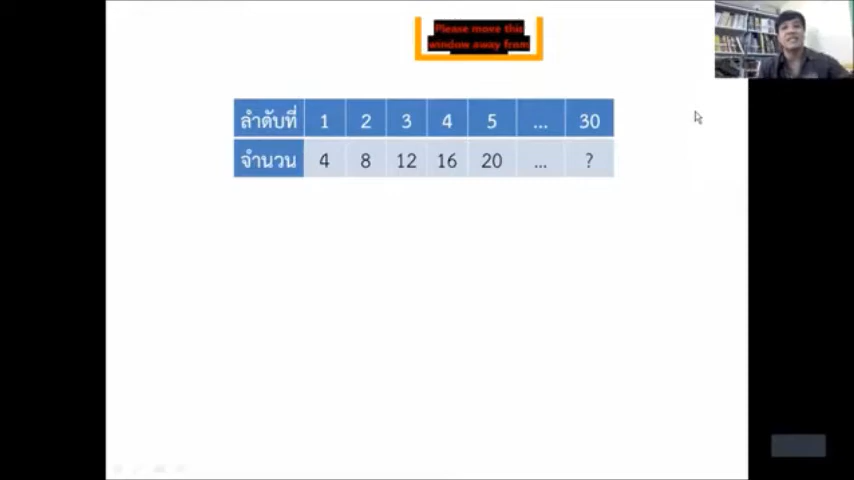 Please move this
window away from
ลำดับที่ 1 2 3 4 5 ... 30
จำนวน 4 8 12 16 20 ... ?